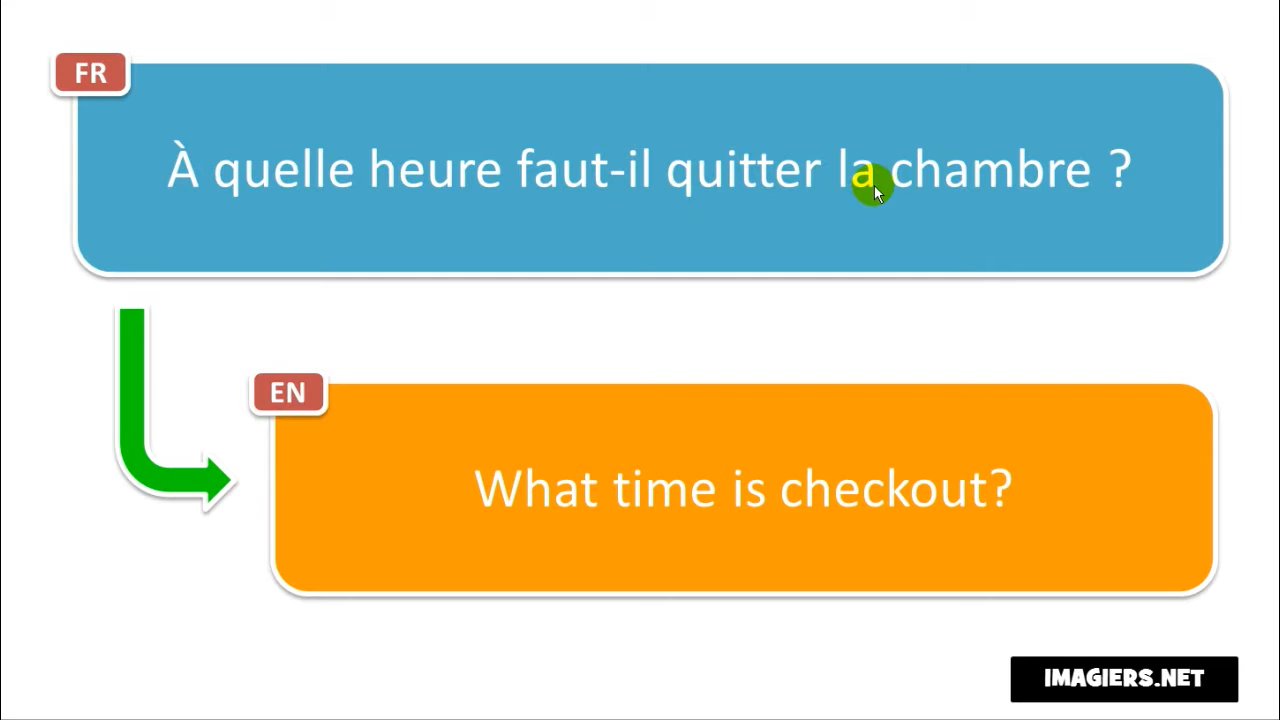 FR
À quelle heure faut-il quitter la chambre ?
EN
What time is checkout?
IMAGIERS.NET